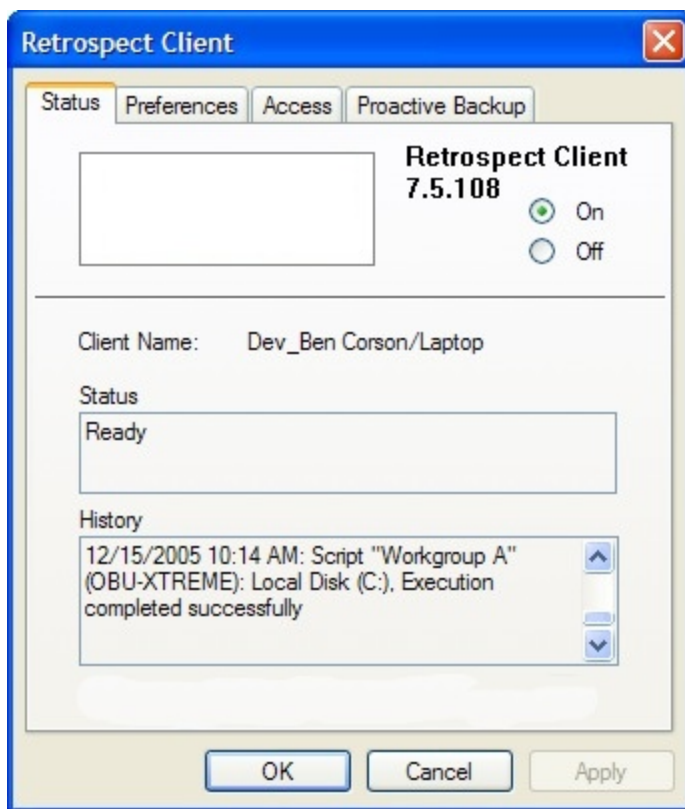 Retrospect Client
Status Preferences Access Proactive Backup
Retrospect Client
7.5.108
On
Off
Client Name: Dev_Ben Corson/Laptop
Status
Ready
History
12/15/2005 10:14 AM: Script "Workgroup A"
(OBU-XTREME): Local Disk (C:), Execution
completed successfully
OK Cancel Apply